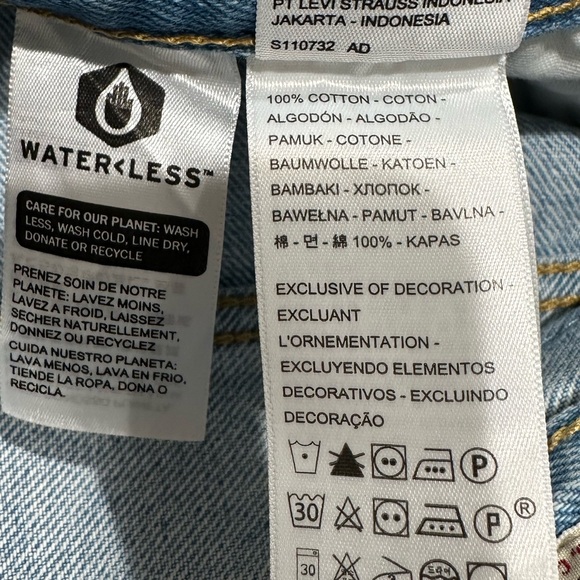 PT LEVI STRAUSS INDONESIA
JAKARTA - INDONESIA
S110732 AD
WATER<LESS™
CARE FOR OUR PLANET: WASH
LESS, WASH COLD, LINE DRY,
DONATE OR RECYCLE
PRENEZ SOIN DE NOTRE
PLANÈTE: LAVEZ MOINS,
LAVEZ A FROID, LAISSEZ
SECHER NATURELLEMENT,
DONNEZ OU RECYCLEZ
CUIDA NUESTRO PLANETA:
LAVA MENOS, LAVA EN FRIO,
TIENDE LA ROPA, DONA O
RECICLA.
100% COTTON - COTON -
ALGODÓN - ALGODÃO -
PAMUK - COTONE -
BAUMWOLLE - KATOEN -
BAMBAKI - ХЛОПОК -
BAWEŁNA - PAMUT - BAVLNA -
棉 - 면 - 綿 100% - KAPAS
EXCLUSIVE OF DECORATION -
EXCLUANT
L'ORNEMENTATION -
EXCLUYENDO ELEMENTOS
DECORATIVOS - EXCLUINDO
DECORAÇÃO
P
30 P ®
30